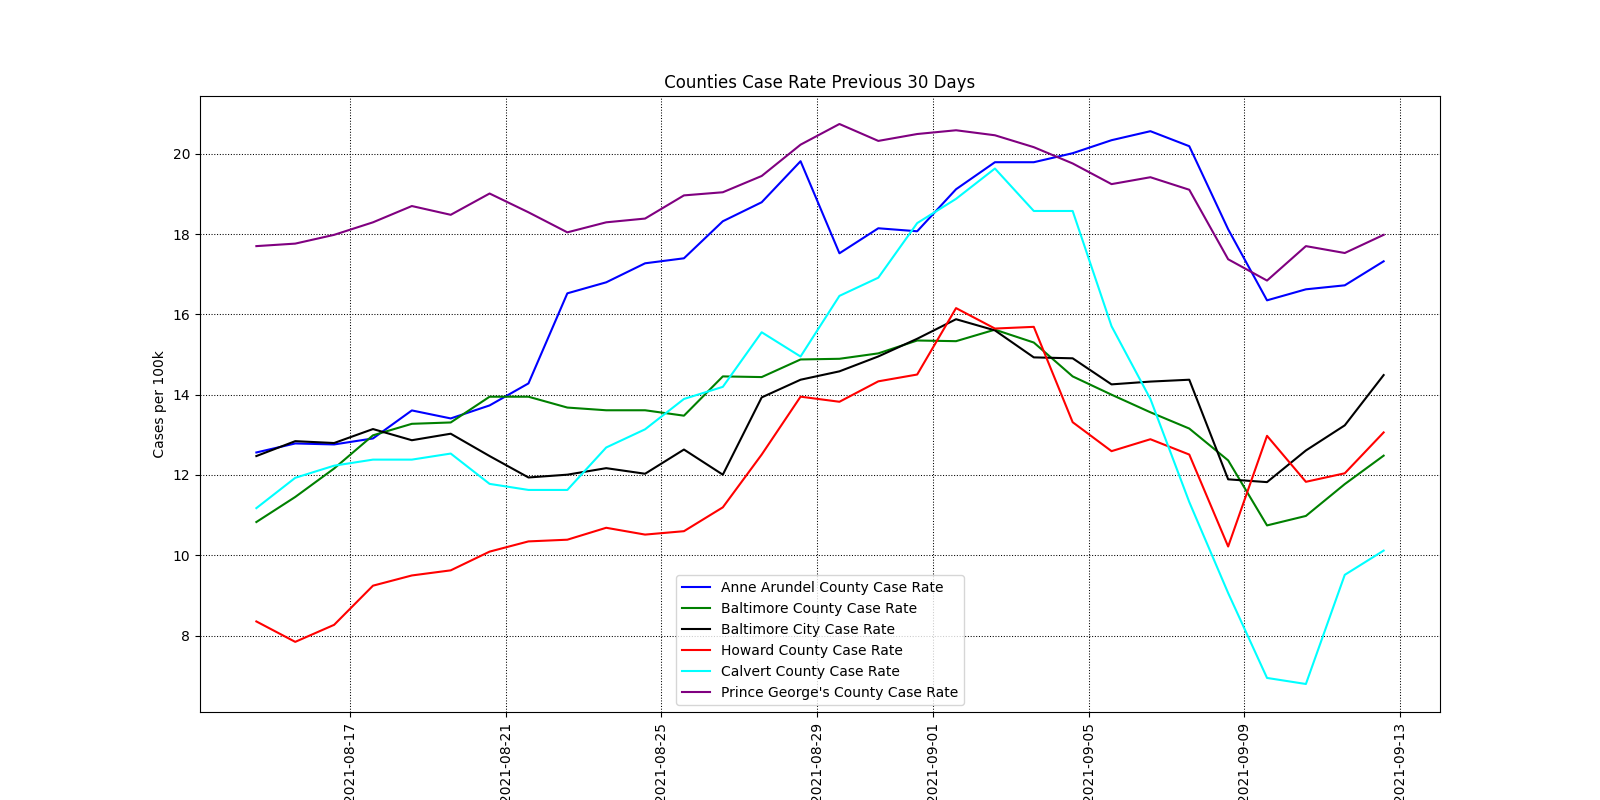 Counties Case Rate Previous 30 Days
Cases per 100k
20
18
16
14
12
10
8
Anne Arundel County Case Rate
Baltimore County Case Rate
Baltimore City Case Rate
Howard County Case Rate
Calvert County Case Rate
Prince George's County Case Rate
2021-08-17
2021-08-21
2021-08-25
2021-08-29
2021-09-01
2021-09-05
2021-09-09
2021-09-13